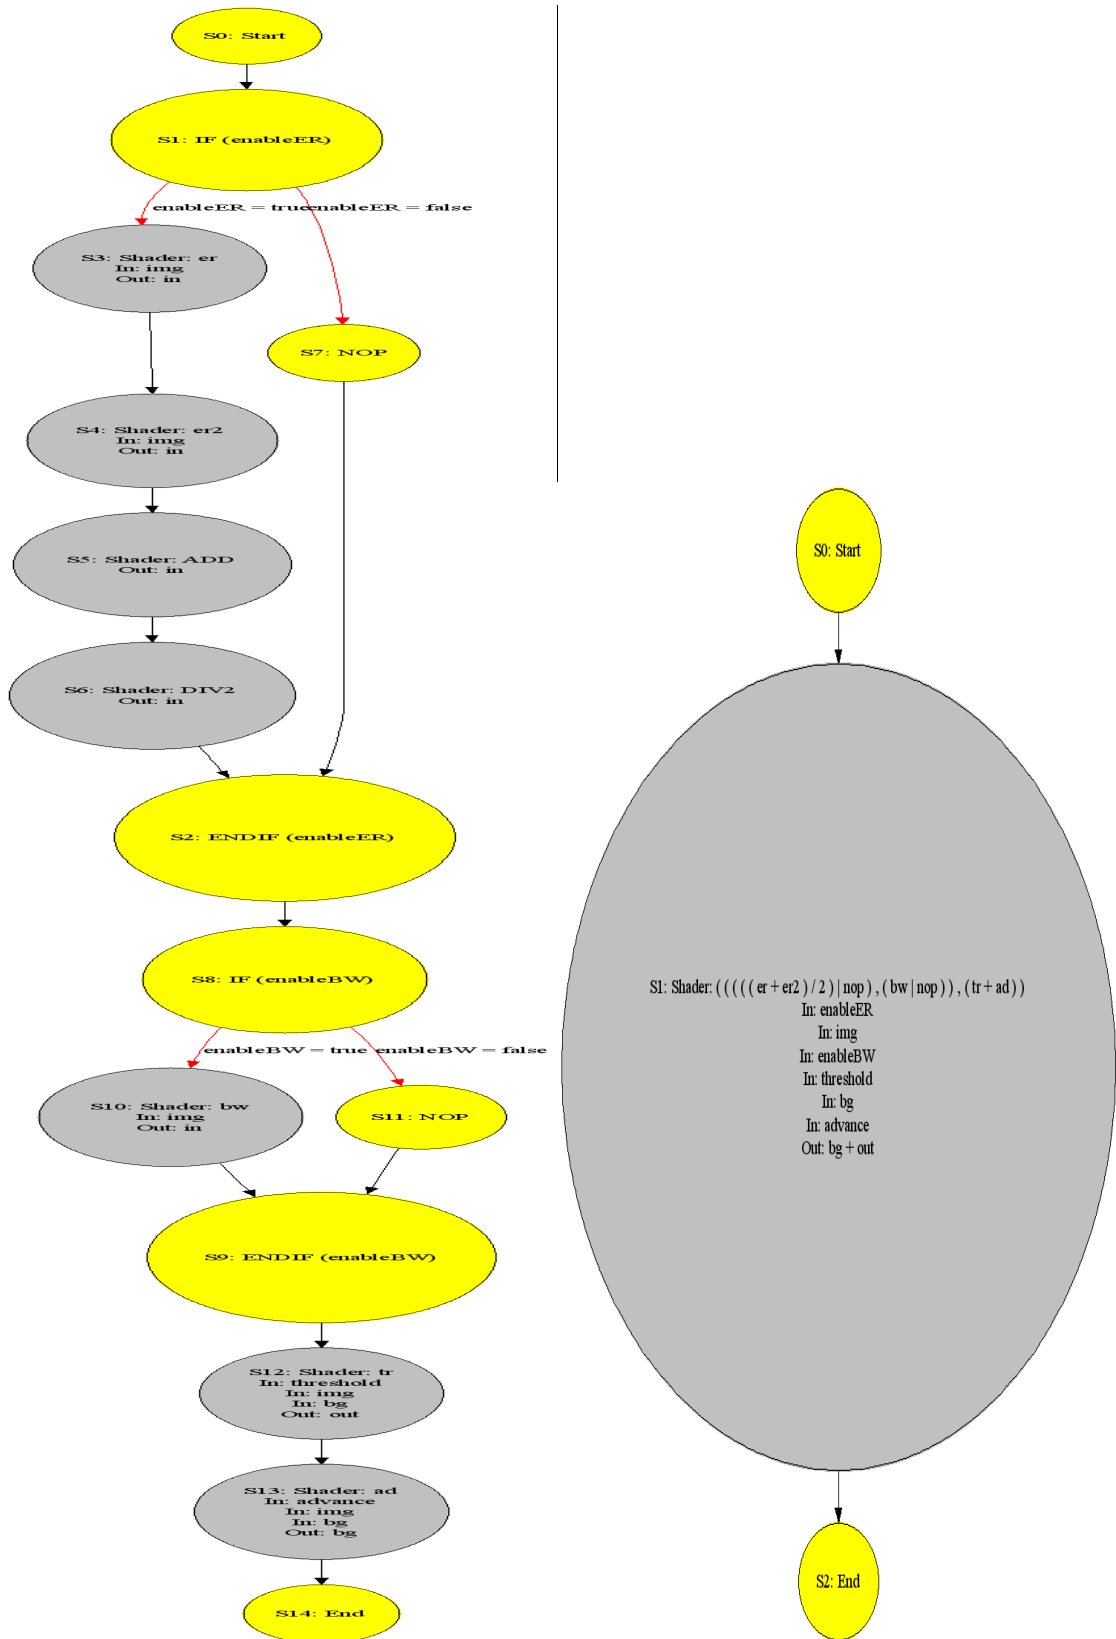 S0: Start
S1: IF (enableER)
enableER = true
enableER = false
S3: Shader: er
In: img
Out: in
S7: NOP
S4: Shader: er2
In: img
Out: in
S5: Shader: ADD
Out: in
S6: Shader: DIV2
Out: in
S2: ENDIF (enableER)
S8: IF (enableBW)
enableBW = true
enableBW = false
S10: Shader: bw
In: img
Out: in
S11: NOP
S9: ENDIF (enableBW)
S12: Shader: tr
In: threshold
In: img
In: bg
Out: out
S13: Shader: ad
In: advance
In: img
In: bg
Out: bg
S14: End
S0: Start
S1: Shader: ( ( ( ( ( er + er2 ) / 2 ) | nop ) , ( bw | nop ) ) , ( tr + ad ) )
In: enableER
In: img
In: enableBW
In: threshold
In: bg
In: advance
Out: bg + out
S2: End